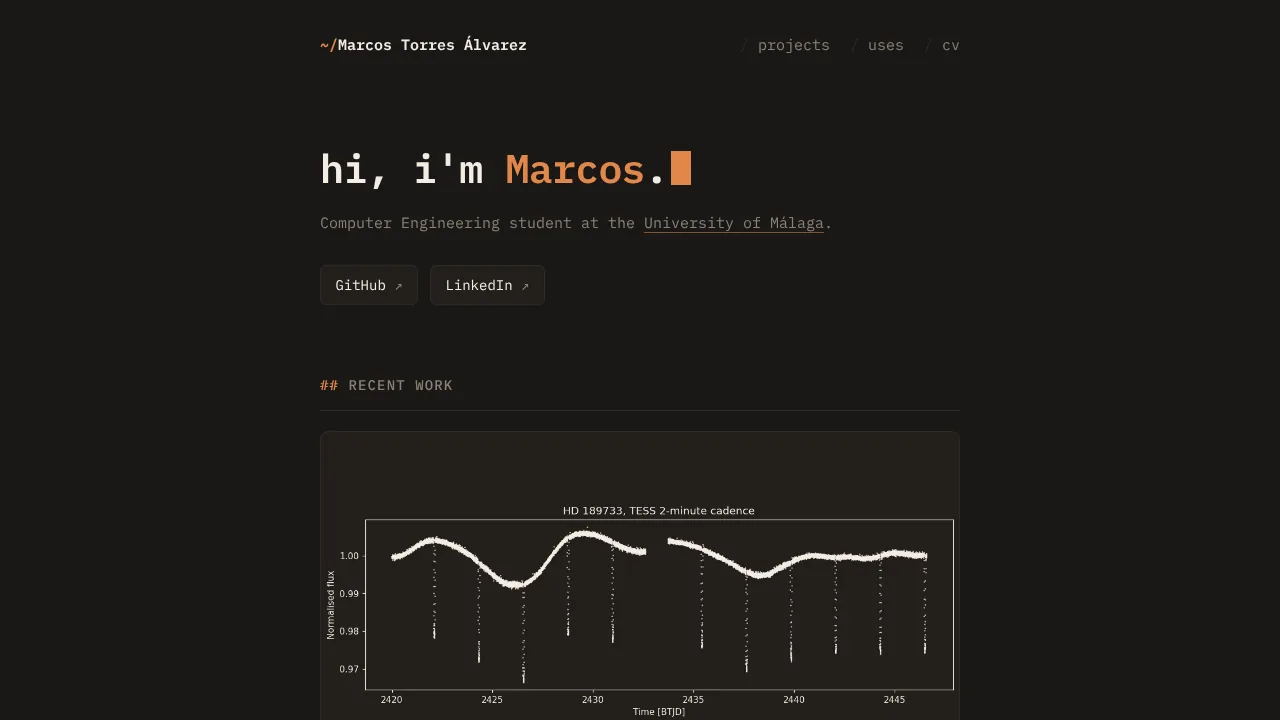 ~/Marcos Torres Álvarez
/ projects / uses / cv
hi, i'm Marcos.
Computer Engineering student at the University of Málaga.
GitHub ↗
LinkedIn ↗
## RECENT WORK
HD 189733, TESS 2-minute cadence
Normalised flux
1.00
0.99
0.98
0.97
2420 2425 2430 2435 2440 2445
Time [BTJD]